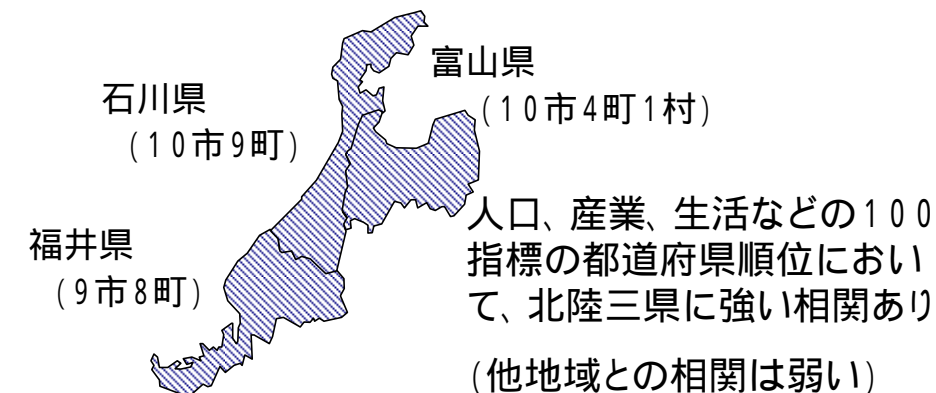 富山県
(10市4町1村)
石川県
(10市9町)
福井県
(9市8町)
人口、産業、生活などの100
指標の都道府県順位におい
て、北陸三県に強い相関あり
(他地域との相関は弱い)